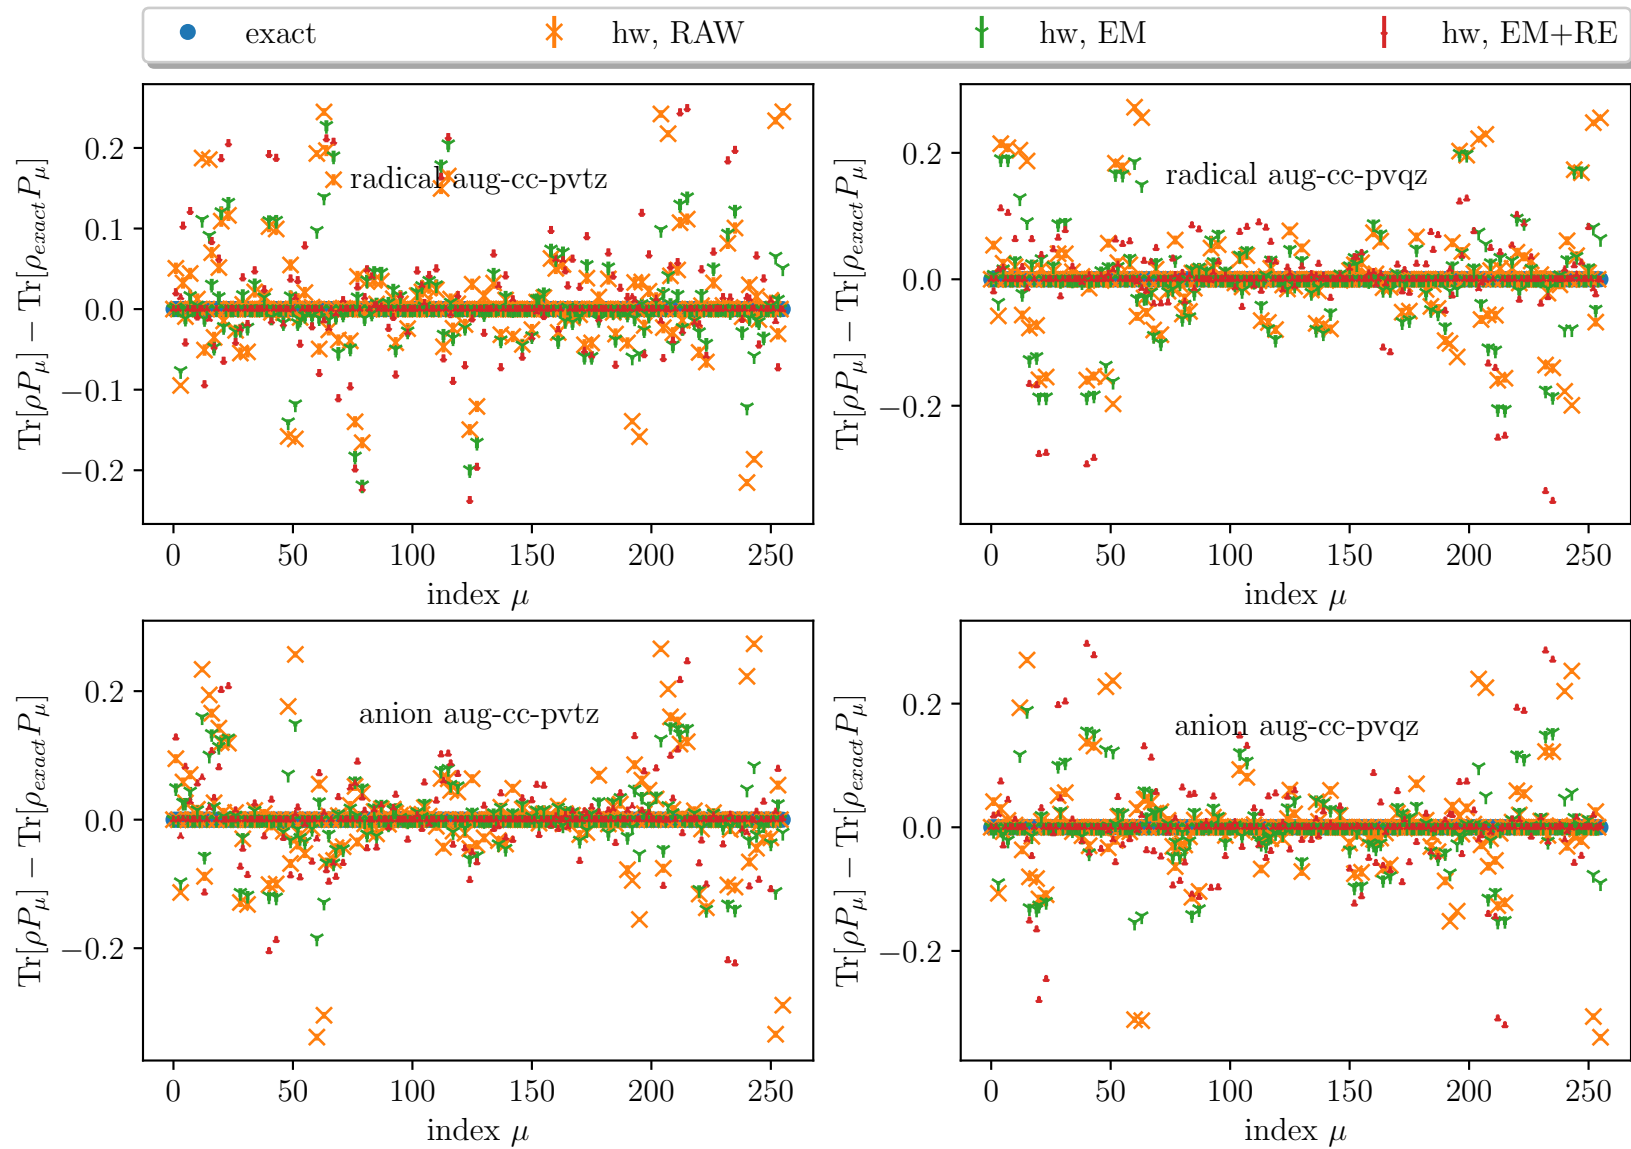 exact hw, RAW hw, EM hw, EM+RE
Tr[ρP_μ] − Tr[ρ_exact P_μ]
0.2
0.1
0.0
−0.1
−0.2
radical aug-cc-pvtz
0 50 100 150 200 250
index μ
Tr[ρP_μ] − Tr[ρ_exact P_μ]
0.2
0.0
−0.2
radical aug-cc-pvqz
0 50 100 150 200 250
index μ
Tr[ρP_μ] − Tr[ρ_exact P_μ]
0.2
0.0
−0.2
anion aug-cc-pvtz
0 50 100 150 200 250
index μ
Tr[ρP_μ] − Tr[ρ_exact P_μ]
0.2
0.0
−0.2
anion aug-cc-pvqz
0 50 100 150 200 250
index μ